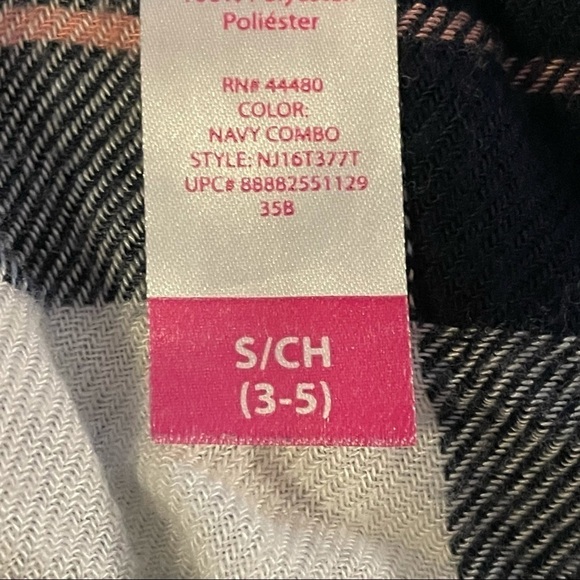 Poliéster
RN# 44480
COLOR:
NAVY COMBO
STYLE: NJ16T377T
UPC# 88882551129
35B
S/CH
(3-5)